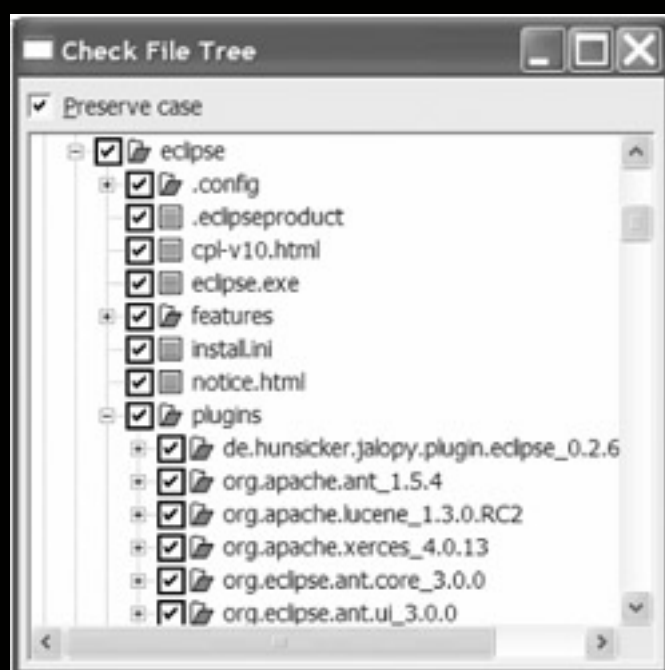 Check File Tree
Preserve case
eclipse
.config
.eclipseproduct
cpl-v10.html
eclipse.exe
features
install.ini
notice.html
plugins
de.hunsicker.jalopy.plugin.eclipse_0.2.6
org.apache.ant_1.5.4
org.apache.lucene_1.3.0.RC2
org.apache.xerces_4.0.13
org.eclipse.ant.core_3.0.0
org.eclipse.ant.ui_3.0.0